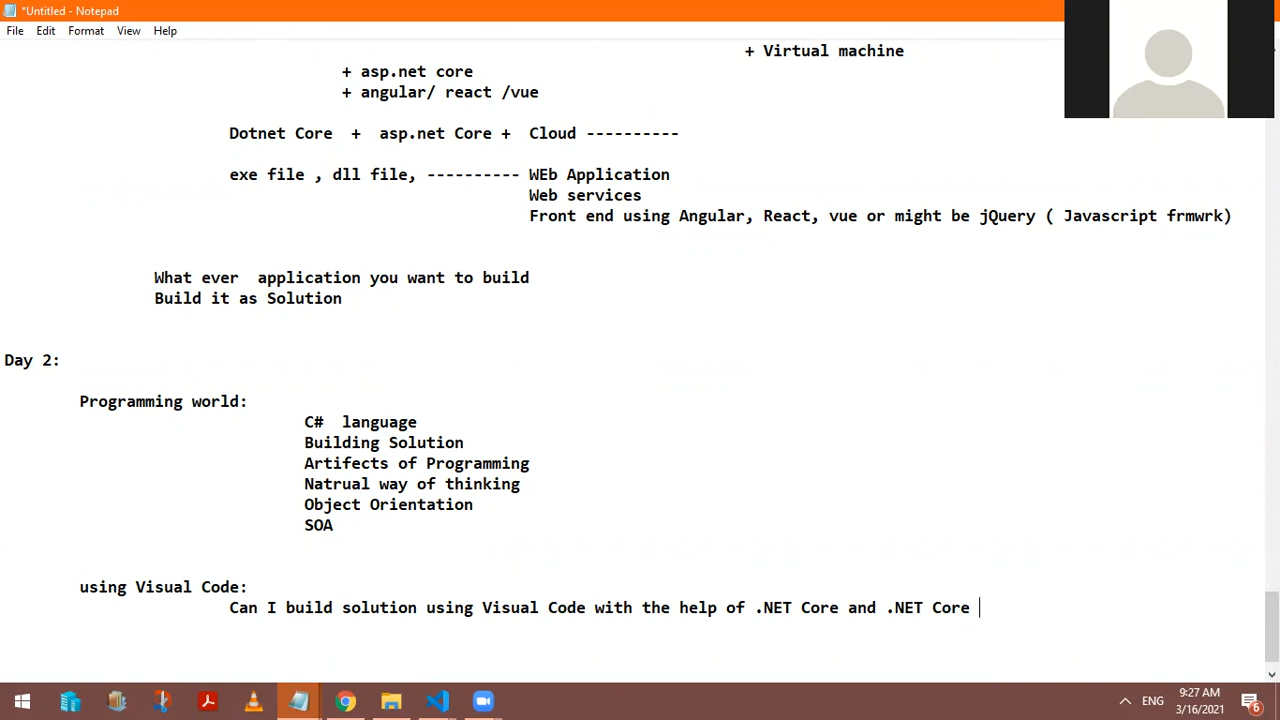 *Untitled - Notepad
File Edit Format View Help
+ Virtual machine
+ asp.net core
+ angular/ react /vue
Dotnet Core + asp.net Core + Cloud ----------
exe file , dll file, ---------- WEb Application
Web services
Front end using Angular, React, vue or might be jQuery ( Javascript frmwrk)
What ever application you want to build
Build it as Solution
Day 2:
Programming world:
C# language
Building Solution
Artifects of Programming
Natrual way of thinking
Object Orientation
SOA
using Visual Code:
Can I build solution using Visual Code with the help of .NET Core and .NET Core
ENG
9:27 AM
3/16/2021
6